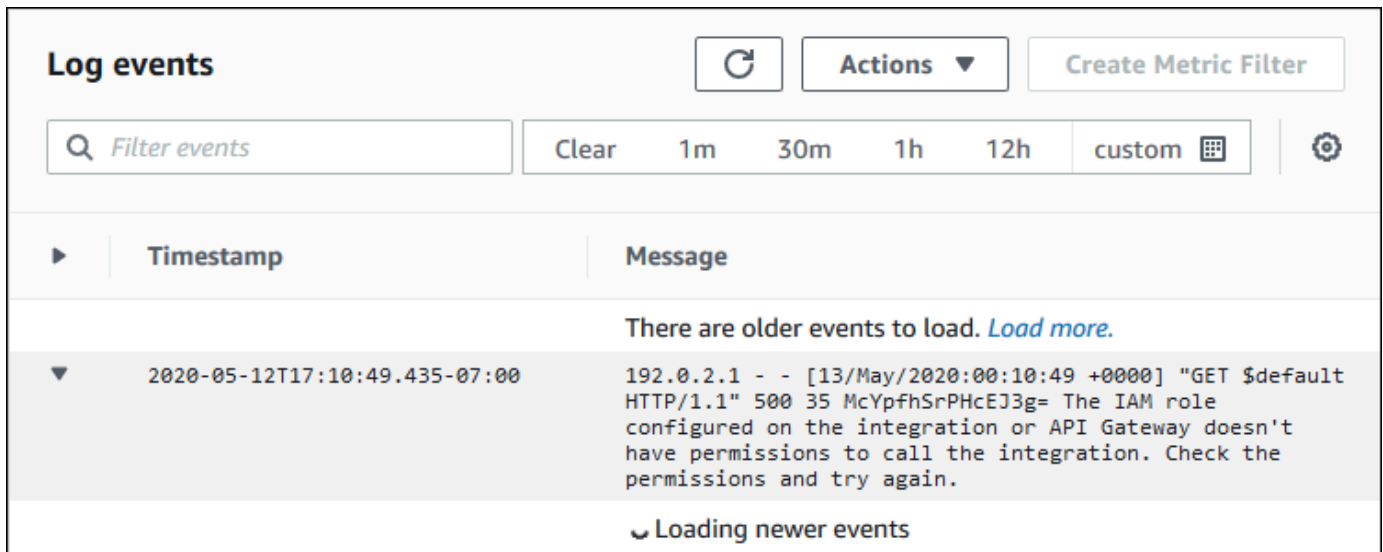 Log events
Actions
Create Metric Filter
Filter events
Clear 1m 30m 1h 12h custom
Timestamp Message
There are older events to load. Load more.
2020-05-12T17:10:49.435-07:00 192.0.2.1 - - [13/May/2020:00:10:49 +0000] "GET $default
HTTP/1.1" 500 35 McYpfhSrPHcEJ3g= The IAM role
configured on the integration or API Gateway doesn't
have permissions to call the integration. Check the
permissions and try again.
Loading newer events